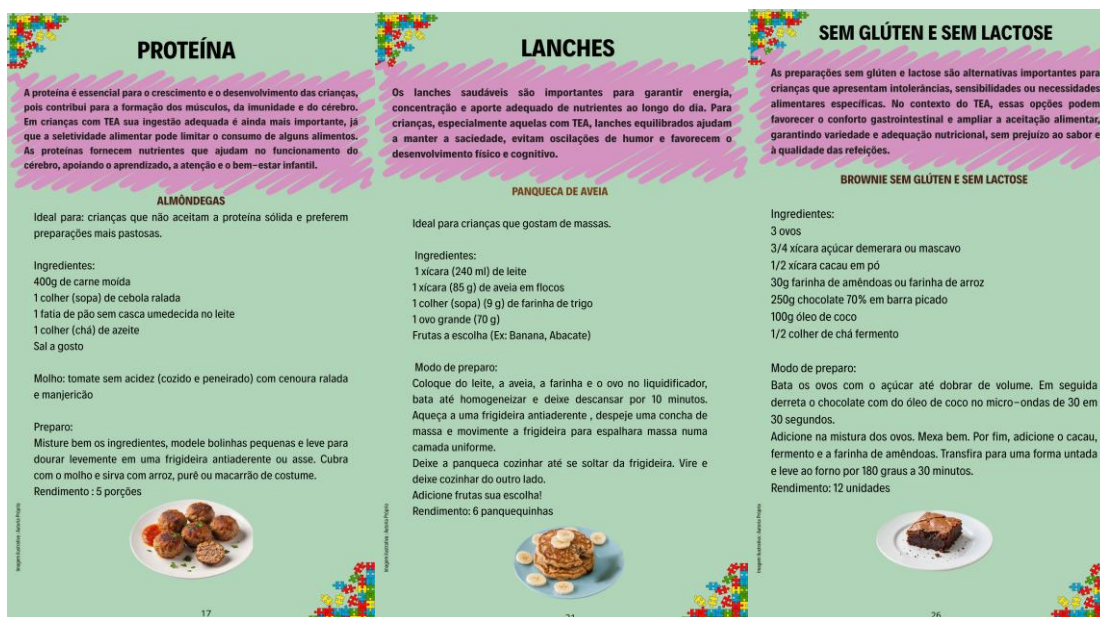 PROTEÍNA
A proteína é essencial para o crescimento e o desenvolvimento das crianças,
pois contribui para a formação dos músculos, da imunidade e do cérebro.
Em crianças com TEA sua ingestão adequada é ainda mais importante, já
que a seletividade alimentar pode limitar o consumo de alguns alimentos.
As proteínas fornecem nutrientes que ajudam no funcionamento do
cérebro, apoiando o aprendizado, a atenção e o bem-estar infantil.
ALMÔNDEGAS
Ideal para: crianças que não aceitam a proteína sólida e preferem
preparações mais pastosas.
Ingredientes:
400g de carne moída
1 colher (sopa) de cebola ralada
1 fatia de pão sem casca umedecida no leite
1 colher (chá) de azeite
Sal a gosto
Molho: tomate sem acidez (cozido e peneirado) com cenoura ralada
e manjericão
Preparo:
Misture bem os ingredientes, modele bolinhas pequenas e leve para
dourar levemente em uma frigideira antiaderente ou asse. Cubra
com o molho e sirva com arroz, purê ou macarrão de costume.
Rendimento : 5 porções
Imagem ilustrativa: Autoria Própria
17
LANCHES
Os lanches saudáveis são importantes para garantir energia,
concentração e aporte adequado de nutrientes ao longo do dia. Para
crianças, especialmente aquelas com TEA, lanches equilibrados ajudam
a manter a saciedade, evitam oscilações de humor e favorecem o
desenvolvimento físico e cognitivo.
PANQUECA DE AVEIA
Ideal para crianças que gostam de massas.
Ingredientes:
1 xícara (240 ml) de leite
1 xícara (85 g) de aveia em flocos
1 colher (sopa) (9 g) de farinha de trigo
1 ovo grande (70 g)
Frutas a escolha (Ex: Banana, Abacate)
Modo de preparo:
Coloque do leite, a aveia, a farinha e o ovo no liquidificador,
bata até homogeneizar e deixe descansar por 10 minutos.
Aqueça a uma frigideira antiaderente , despeje uma concha de
massa e movimente a frigideira para espalhara massa numa
camada uniforme.
Deixe a panqueca cozinhar até se soltar da frigideira. Vire e
deixe cozinhar do outro lado.
Adicione frutas sua escolha!
Rendimento: 6 panquequinhas
Imagem ilustrativa: Autoria Própria
SEM GLÚTEN E SEM LACTOSE
As preparações sem glúten e lactose são alternativas importantes para
crianças que apresentam intolerâncias, sensibilidades ou necessidades
alimentares específicas. No contexto do TEA, essas opções podem
favorecer o conforto gastrointestinal e ampliar a aceitação alimentar,
garantindo variedade e adequação nutricional, sem prejuízo ao sabor e
à qualidade das refeições.
BROWNIE SEM GLÚTEN E SEM LACTOSE
Ingredientes:
3 ovos
3/4 xícara açúcar demerara ou mascavo
1/2 xícara cacau em pó
30g farinha de amêndoas ou farinha de arroz
250g chocolate 70% em barra picado
100g óleo de coco
1/2 colher de chá fermento
Modo de preparo:
Bata os ovos com o açúcar até dobrar de volume. Em seguida
derreta o chocolate com do óleo de coco no micro-ondas de 30 em
30 segundos.
Adicione na mistura dos ovos. Mexa bem. Por fim, adicione o cacau,
fermento e a farinha de amêndoas. Transfira para uma forma untada
e leve ao forno por 180 graus a 30 minutos.
Rendimento: 12 unidades
Imagem ilustrativa: Autoria Própria
26